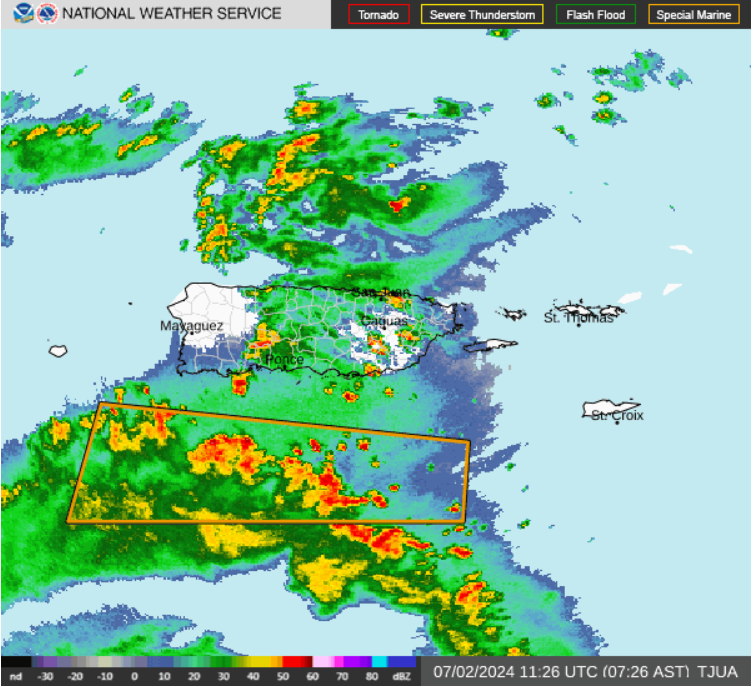 NATIONAL WEATHER SERVICE
Tornado
Severe Thunderstorm
Flash Flood
Special Marine
San Juan
Mayaguez
Caguas
St. Thomas
Ponce
St. Croix
nd -30 -20 -10 0 10 20 30 40 50 60 70 80 dBZ
07/02/2024 11:26 UTC (07:26 AST) TJUA